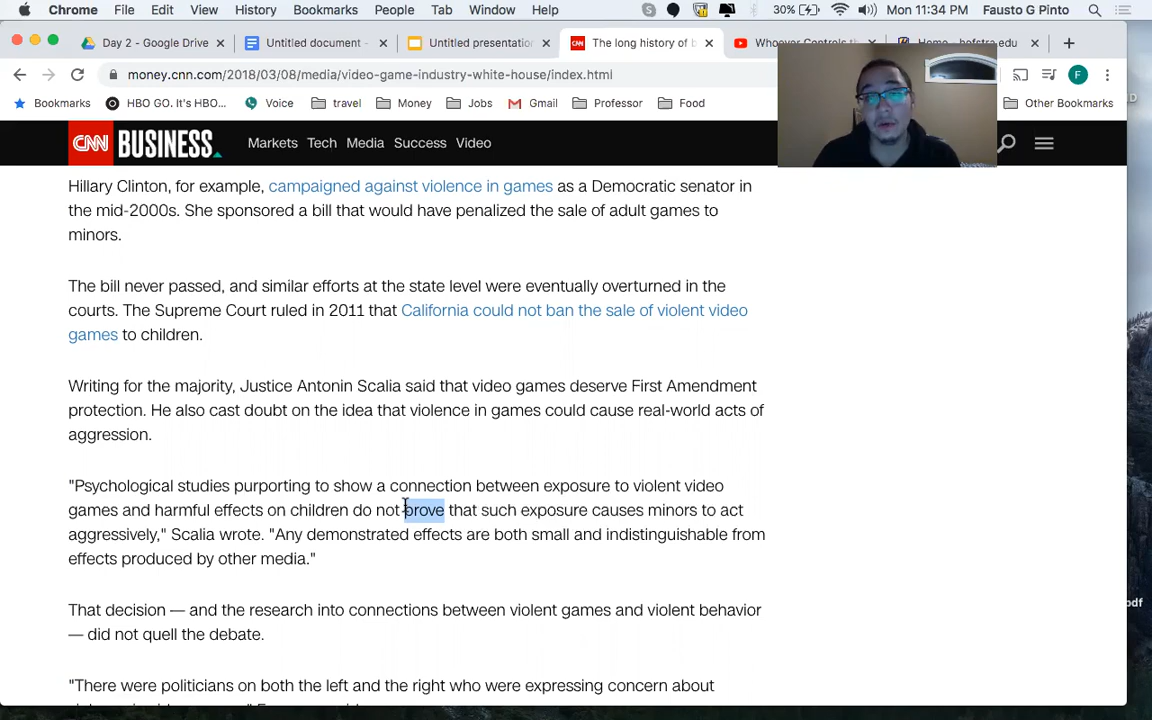 Chrome File Edit View History Bookmarks People Tab Window Help 30% Mon 11:34 PM Fausto G Pinto
Day 2 - Google Drive Untitled document - Untitled presentation The long history of Whoever Controls th
money.cnn.com/2018/03/08/media/video-game-industry-white-house/index.html F
Bookmarks HBO GO. It's HBO... Voice travel Money Jobs Gmail Professor Food Other Bookmarks
CNN BUSINESS Markets Tech Media Success Video
Hillary Clinton, for example, campaigned against violence in games as a Democratic senator in
the mid-2000s. She sponsored a bill that would have penalized the sale of adult games to
minors.
The bill never passed, and similar efforts at the state level were eventually overturned in the
courts. The Supreme Court ruled in 2011 that California could not ban the sale of violent video
games to children.
Writing for the majority, Justice Antonin Scalia said that video games deserve First Amendment
protection. He also cast doubt on the idea that violence in games could cause real-world acts of
aggression.
"Psychological studies purporting to show a connection between exposure to violent video
games and harmful effects on children do not prove that such exposure causes minors to act
aggressively," Scalia wrote. "Any demonstrated effects are both small and indistinguishable from
effects produced by other media."
That decision — and the research into connections between violent games and violent behavior
— did not quell the debate.
"There were politicians on both the left and the right who were expressing concern about